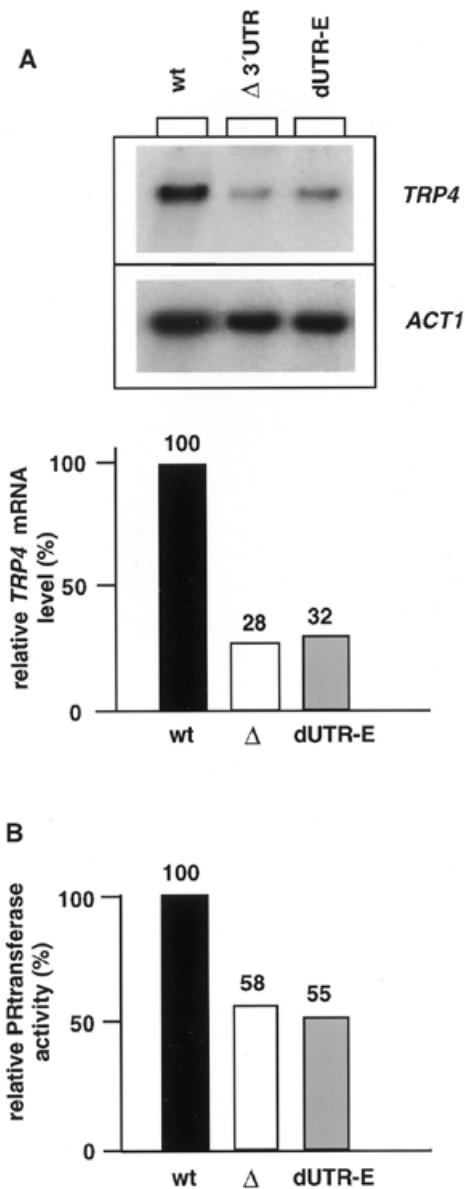 A
wt
Δ 3´UTR
dUTR-E
TRP4
ACT1
relative TRP4 mRNA
level (%)
100
50
0
100
28
32
wt
Δ
dUTR-E
B
relative PRtransferase
activity (%)
100
50
0
100
58
55
wt
Δ
dUTR-E